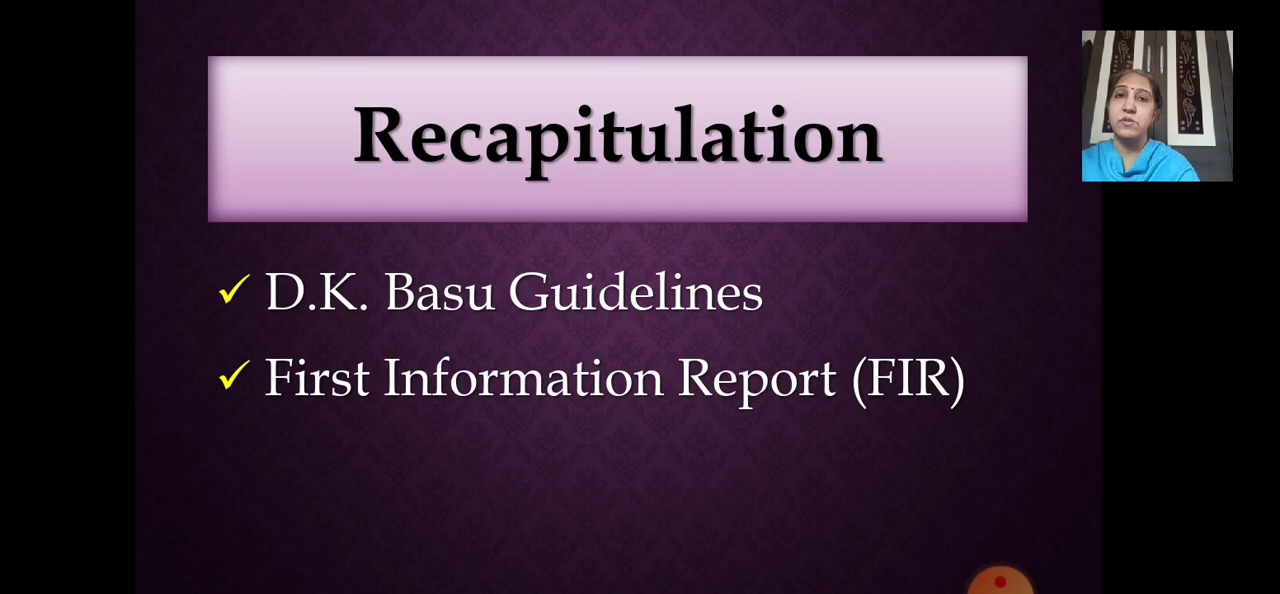 Recapitulation
✓ D.K. Basu Guidelines
✓ First Information Report (FIR)